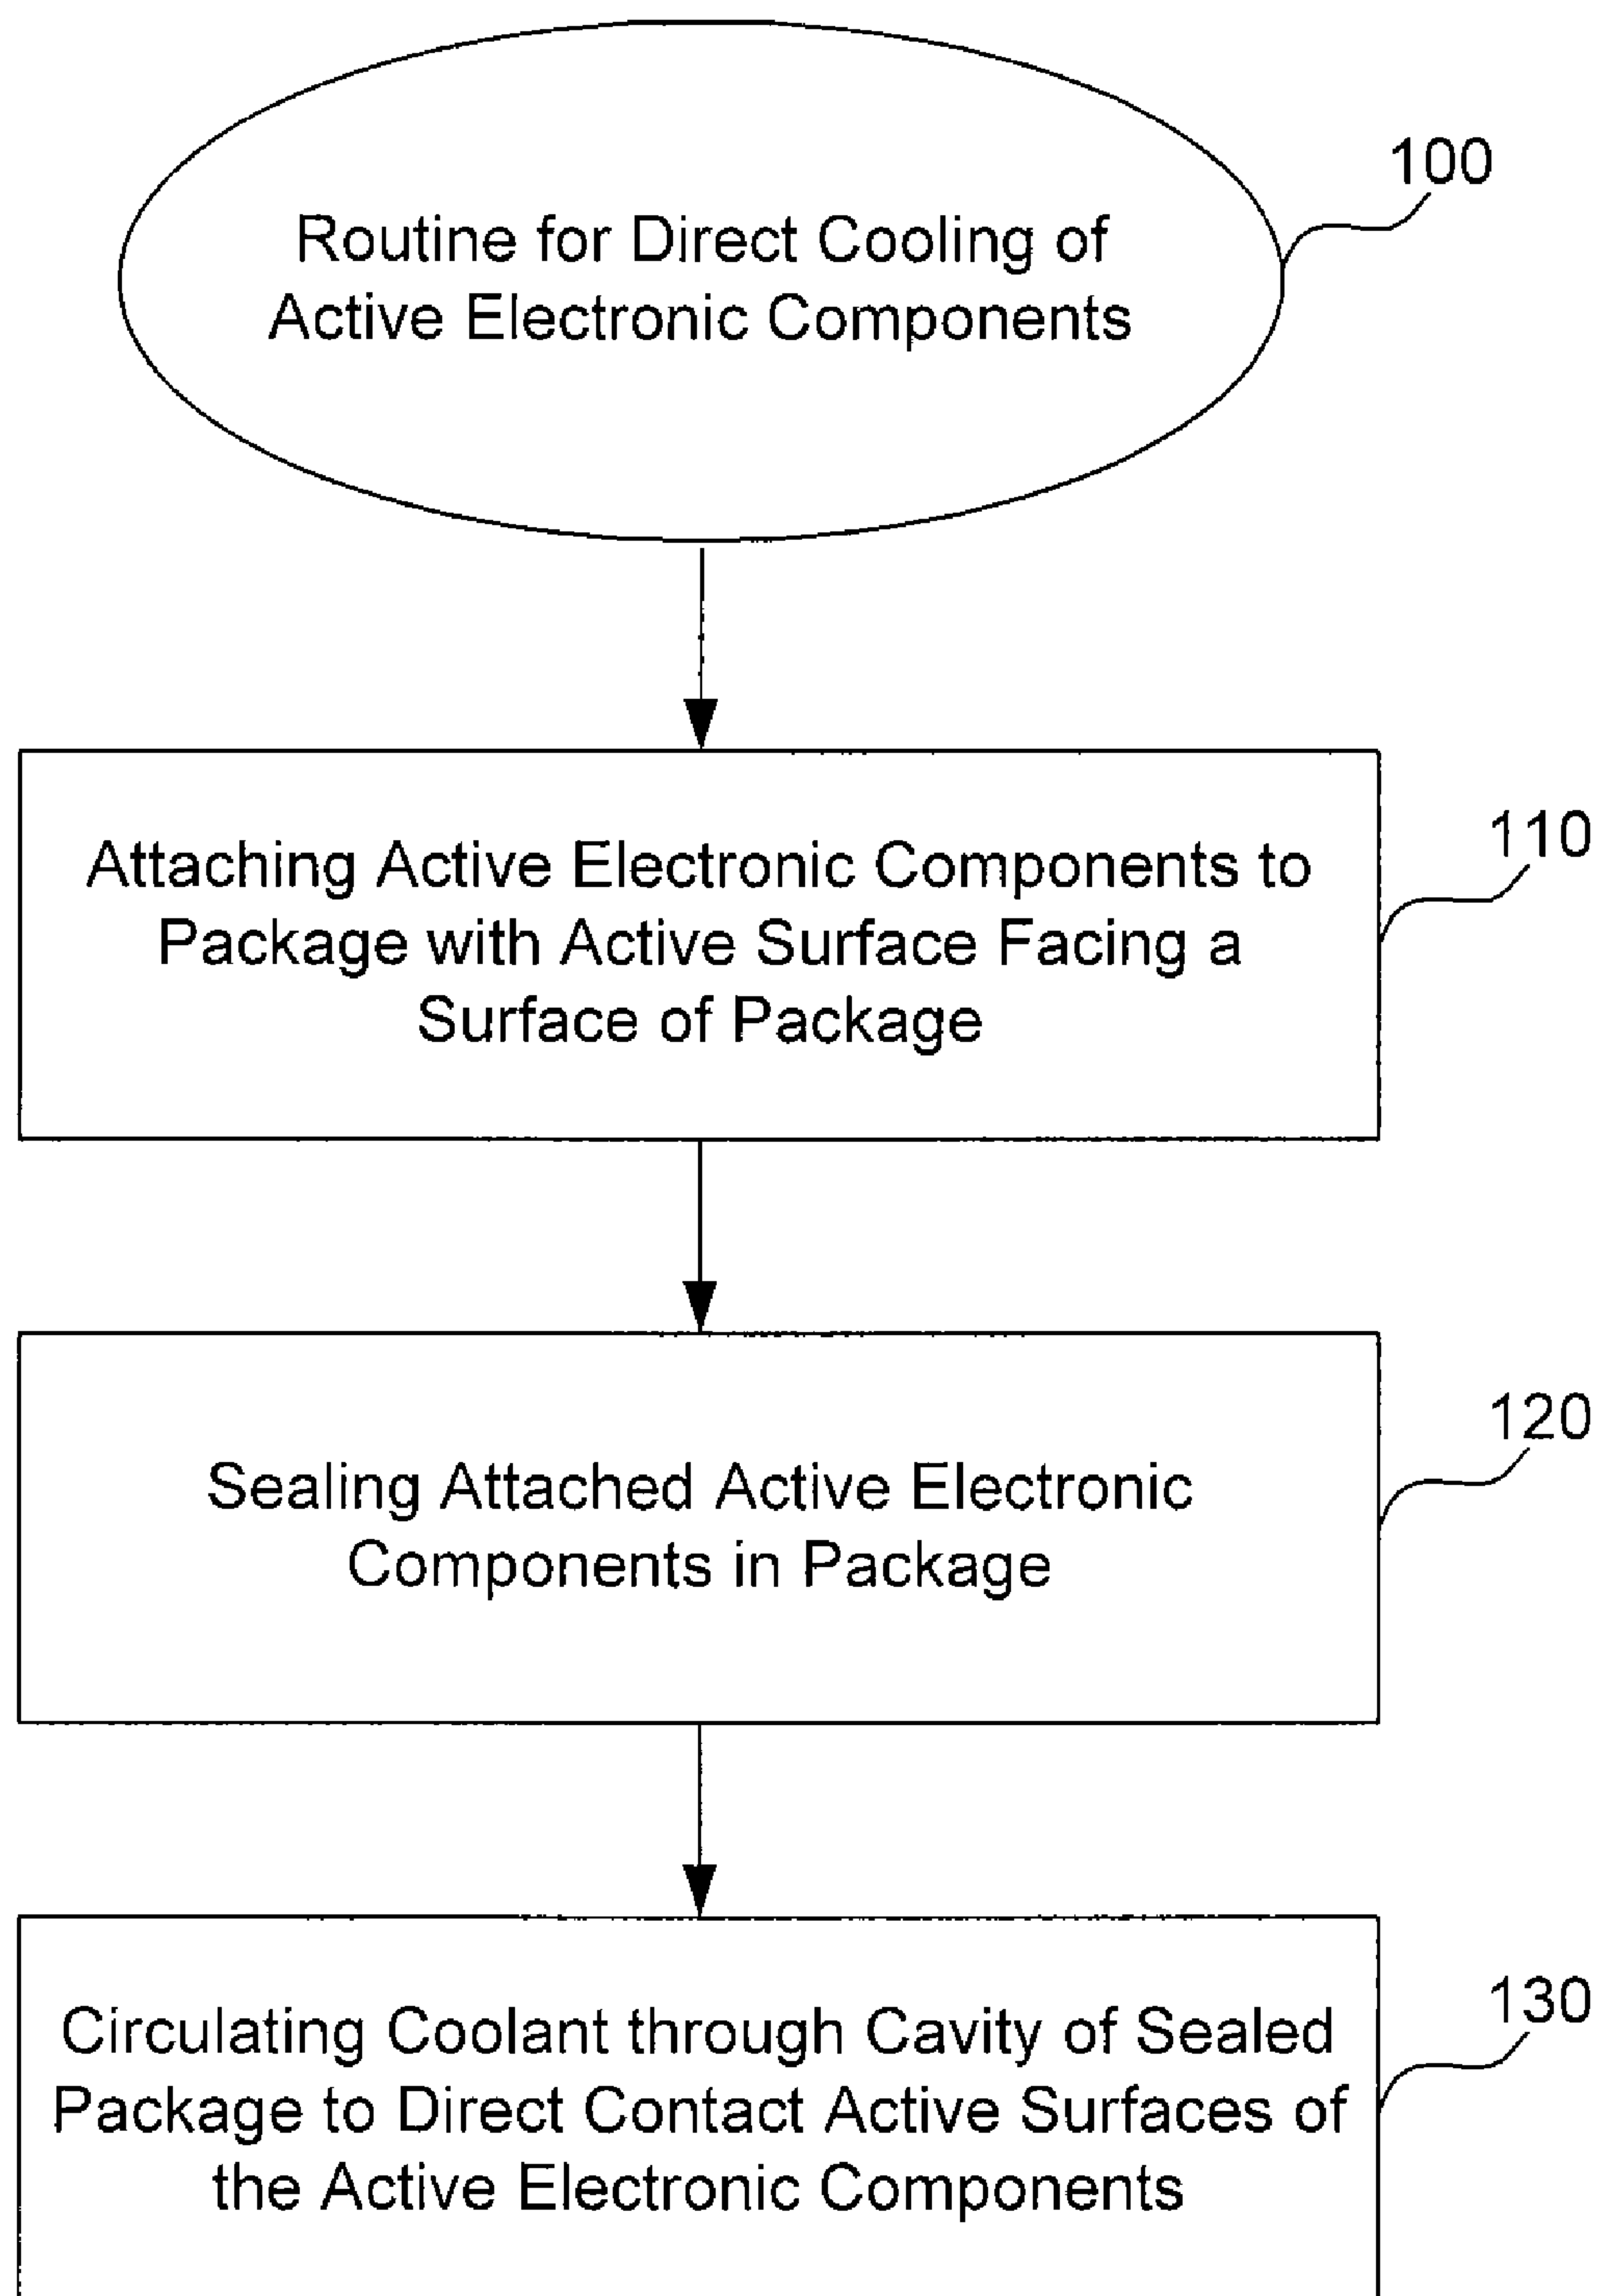 Routine for Direct Cooling of
Active Electronic Components
100
Attaching Active Electronic Components to
Package with Active Surface Facing a
Surface of Package
110
Sealing Attached Active Electronic
Components in Package
120
Circulating Coolant through Cavity of Sealed
Package to Direct Contact Active Surfaces of
the Active Electronic Components
130